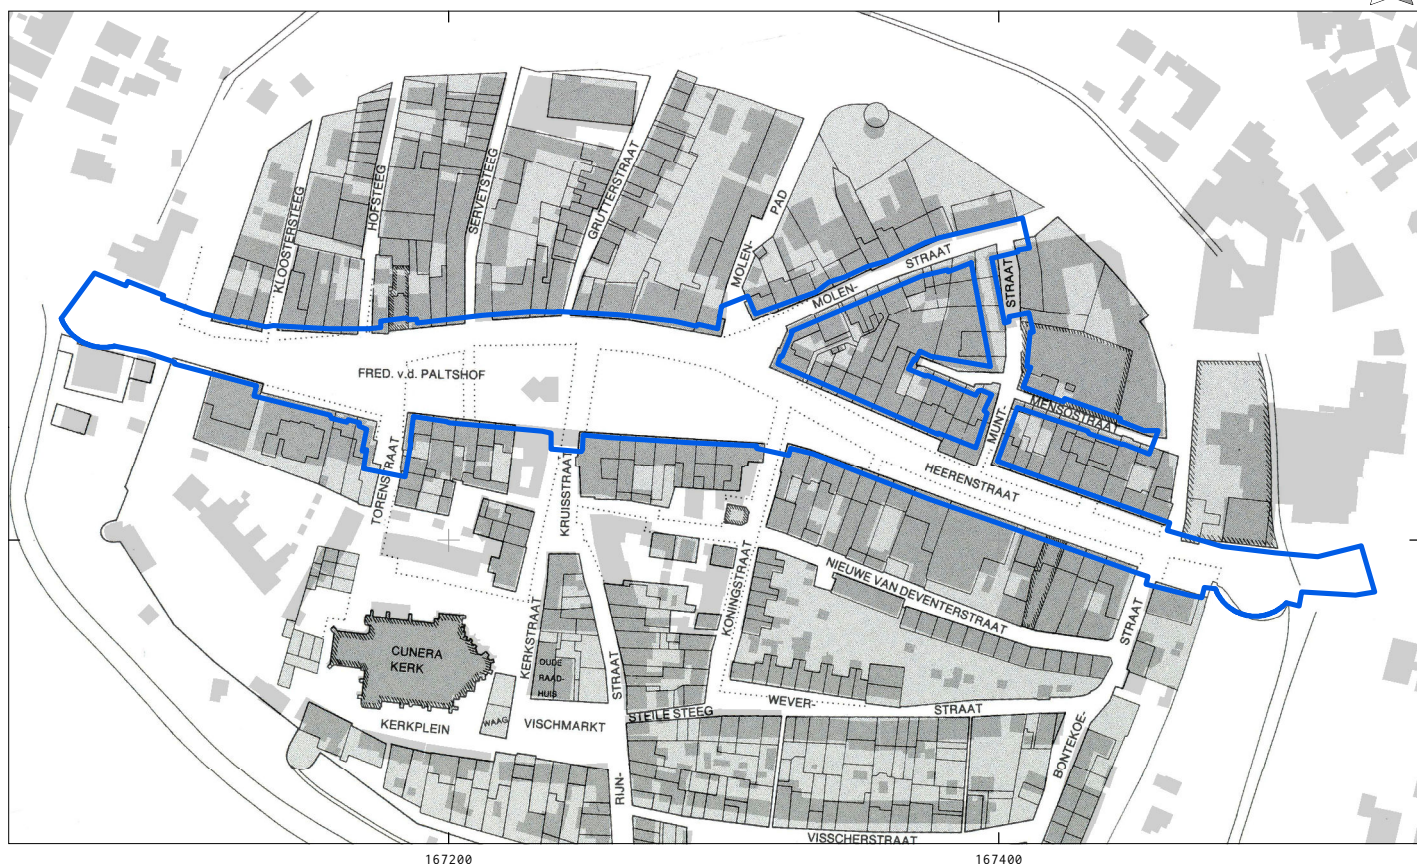 KLOOSTERSTEEG
HOFSTEEG
SERVETSTEEG
GRUTTERSTRAAT
MOLEN-
PAD
MOLEN-
STRAAT
STRAAT
FRED. v.d. PALTSHOF
MUNT-
MENSOSTRAAT
HEERENSTRAAT
TORENSTRAAT
KRUISSTRAAT
KONINGSTRAAT
NIEUWE VAN DEVENTERSTRAAT
STRAAT
CUNERA
KERK
KERKSTRAAT
OUDE
RAAD-
HUIS
STRAAT
WAAG
KERKPLEIN
VISCHMARKT
STEILE STEEG
WEVER-
STRAAT
BONTEKOE-
RIJN-
VISSCHERSTRAAT
167200
167400